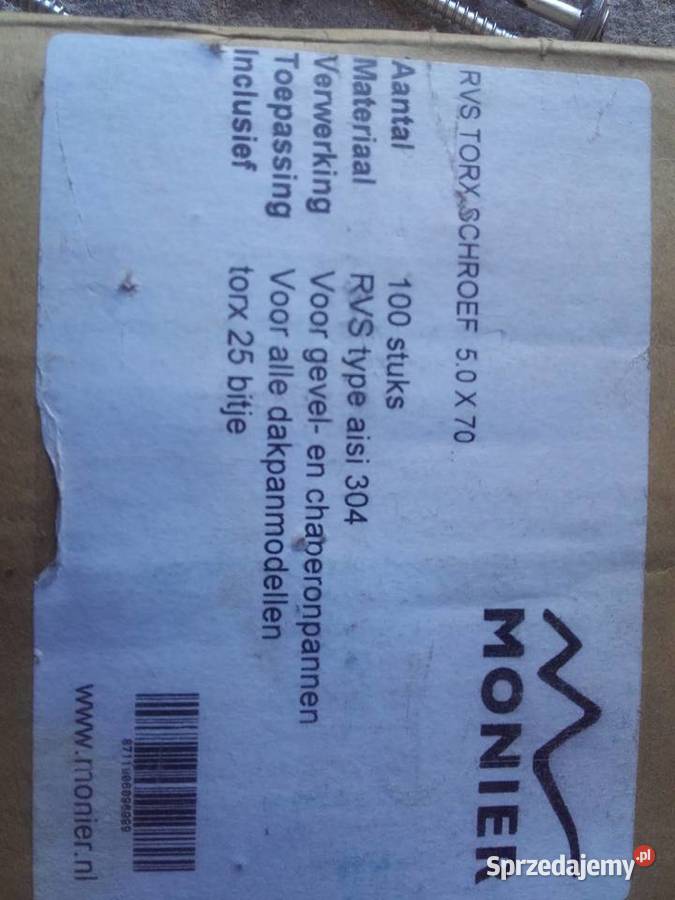 RVS TORX SCHROEF 5.0 X 70
MONIER
Aantal 100 stuks
Materiaal RVS type aisi 304
Verwerking Voor gevel- en chaperonpannen
Toepassing Voor alle dakpanmodellen
Inclusief torx 25 bitje
www.monier.nl
Sprzedajemy.pl